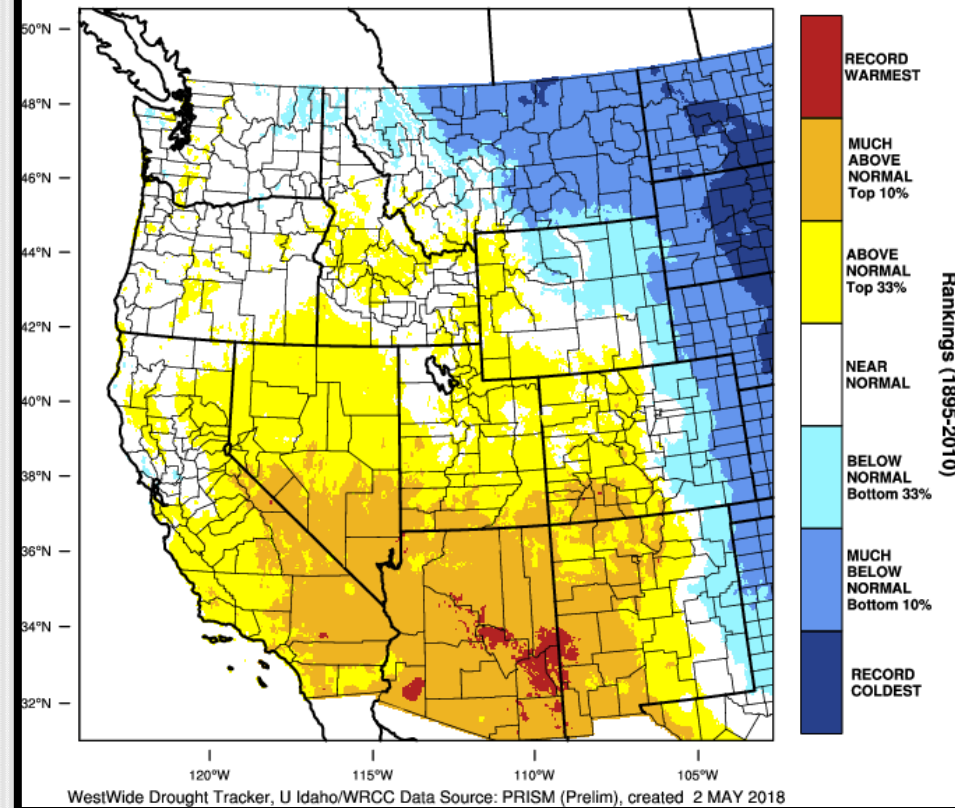 50°N
48°N
46°N
44°N
42°N
40°N
38°N
36°N
34°N
32°N
120°W
115°W
110°W
105°W
RECORD
WARMEST
MUCH
ABOVE
NORMAL
Top 10%
ABOVE
NORMAL
Top 33%
NEAR
NORMAL
BELOW
NORMAL
Bottom 33%
MUCH
BELOW
NORMAL
Bottom 10%
RECORD
COLDEST
Rankings (1895-2010)
WestWide Drought Tracker, U Idaho/WRCC Data Source: PRISM (Prelim), created 2 MAY 2018